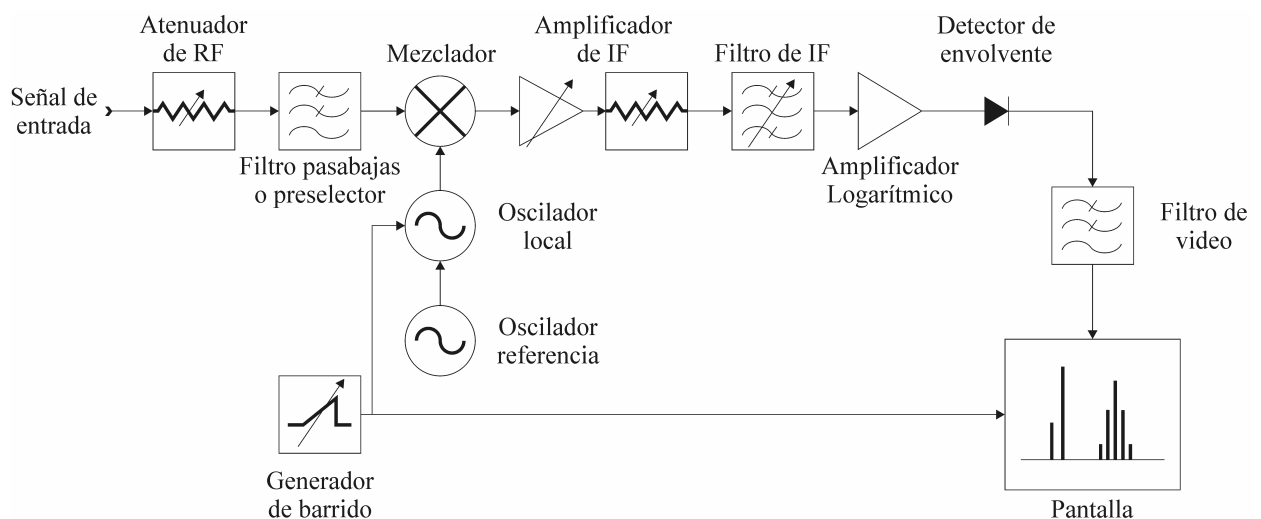 Atenuador
de RF
Mezclador
Amplificador
de IF
Filtro de IF
Detector de
envolvente
Señal de
entrada
Filtro pasabajas
o preselector
Amplificador
Logarítmico
Oscilador
local
Filtro de
video
Oscilador
referencia
Generador
de barrido
Pantalla